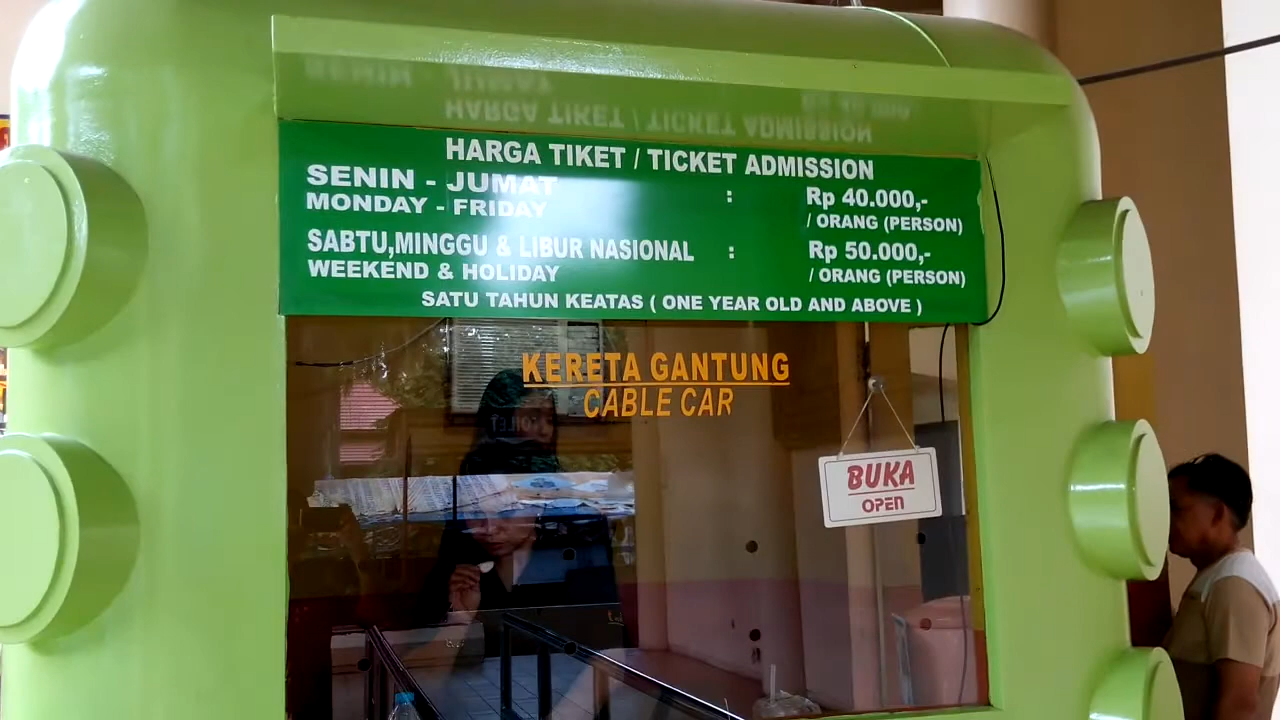 HARGA TIKET / TICKET ADMISSION
SENIN - JUMAT : Rp 40.000,-
MONDAY - FRIDAY / ORANG (PERSON)
SABTU,MINGGU & LIBUR NASIONAL : Rp 50.000,-
WEEKEND & HOLIDAY / ORANG (PERSON)
SATU TAHUN KEATAS ( ONE YEAR OLD AND ABOVE )
KERETA GANTUNG
CABLE CAR
BUKA
OPEN
TOILET